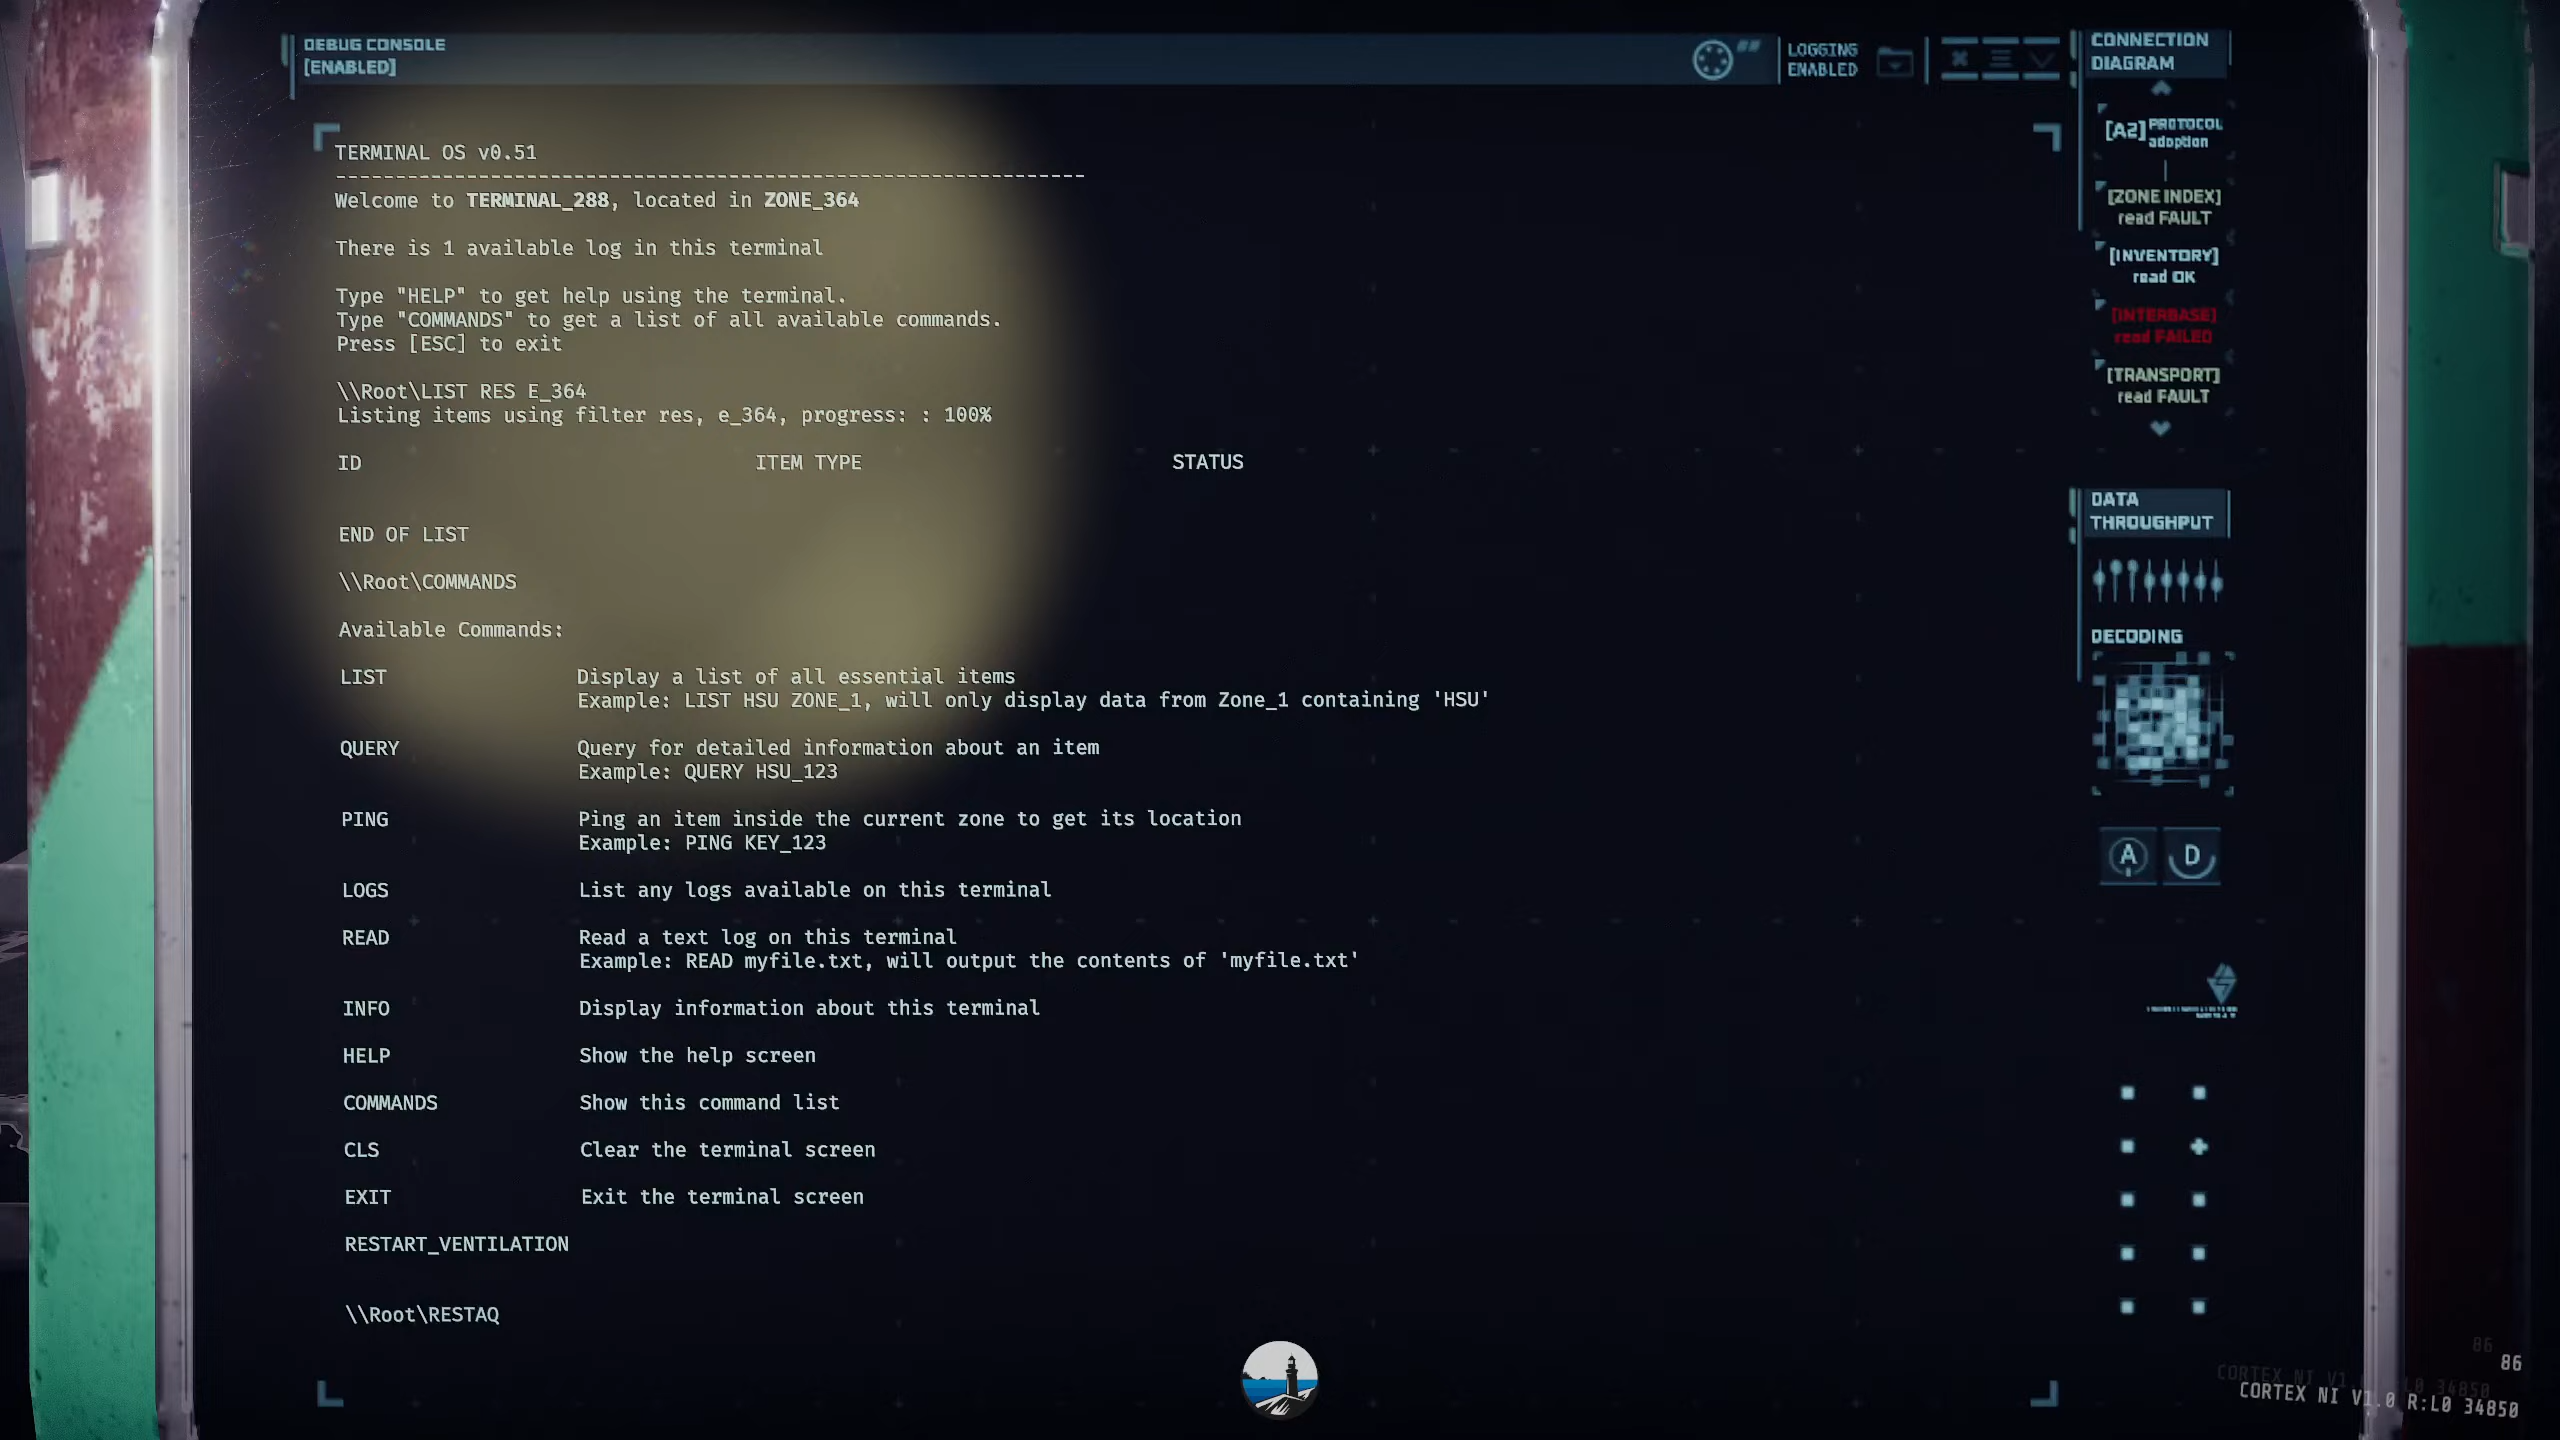 DEBUG CONSOLE
[ENABLED]
LOGGING
ENABLED
TERMINAL OS v0.51
---------------------------------------------------------------
Welcome to TERMINAL_288, located in ZONE_364
There is 1 available log in this terminal
Type "HELP" to get help using the terminal.
Type "COMMANDS" to get a list of all available commands.
Press [ESC] to exit
\\Root\LIST RES E_364
Listing items using filter res, e_364, progress: : 100%
ID ITEM TYPE STATUS
END OF LIST
\\Root\COMMANDS
Available Commands:
LIST Display a list of all essential items
Example: LIST HSU ZONE_1, will only display data from Zone_1 containing 'HSU'
QUERY Query for detailed information about an item
Example: QUERY HSU_123
PING Ping an item inside the current zone to get its location
Example: PING KEY_123
LOGS List any logs available on this terminal
READ Read a text log on this terminal
Example: READ myfile.txt, will output the contents of 'myfile.txt'
INFO Display information about this terminal
HELP Show the help screen
COMMANDS Show this command list
CLS Clear the terminal screen
EXIT Exit the terminal screen
RESTART_VENTILATION
\\Root\RESTAQ
CONNECTION
DIAGRAM
[A2] PROTOCOL
adoption
[ZONE INDEX]
read FAULT
[INVENTORY]
read OK
[INTERBASE]
read FAILED
[TRANSPORT]
read FAULT
DATA
THROUGHPUT
DECODING
A D
86
86
CORTEX NI V1.0 R:L0 34850